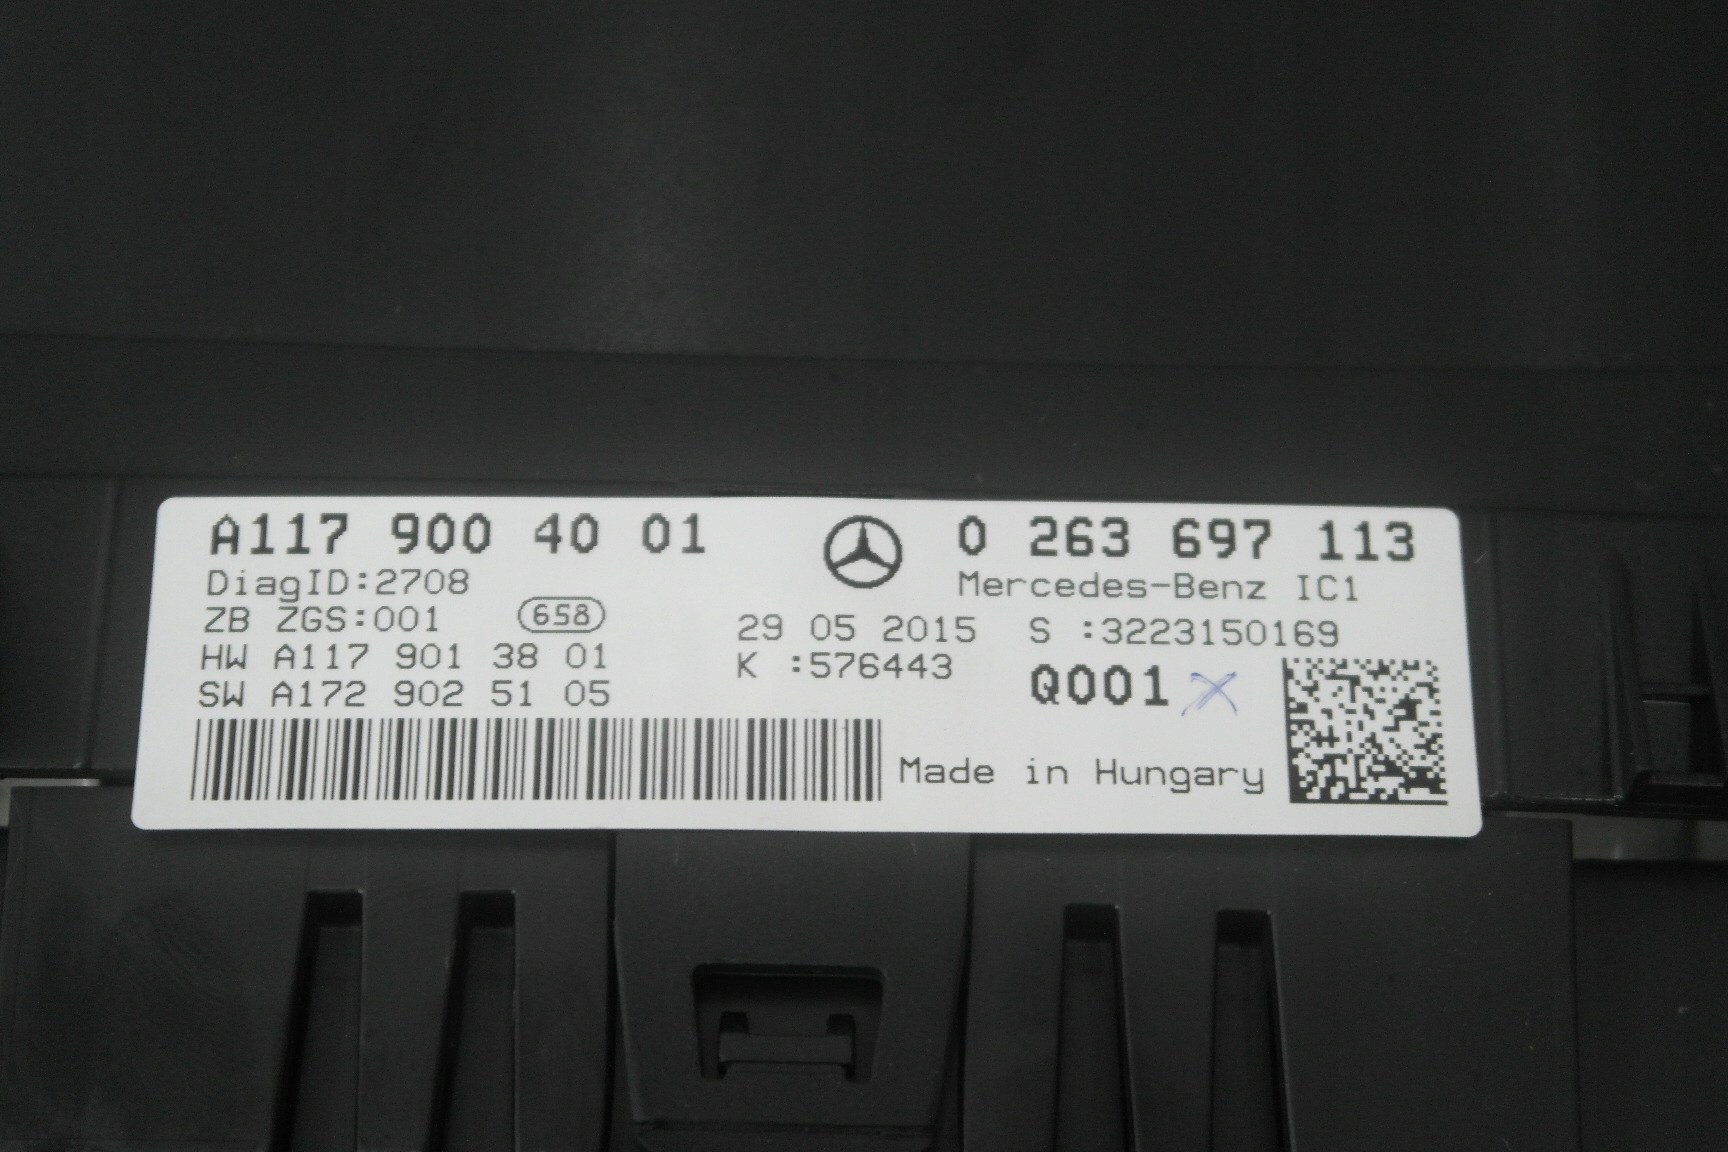 A117 900 40 01
0 263 697 113
DiagID:2708
Mercedes-Benz IC1
ZB ZGS:001 658
29 05 2015 S :3223150169
HW A117 901 38 01
K :576443
Q001 X
SW A172 902 51 05
Made in Hungary